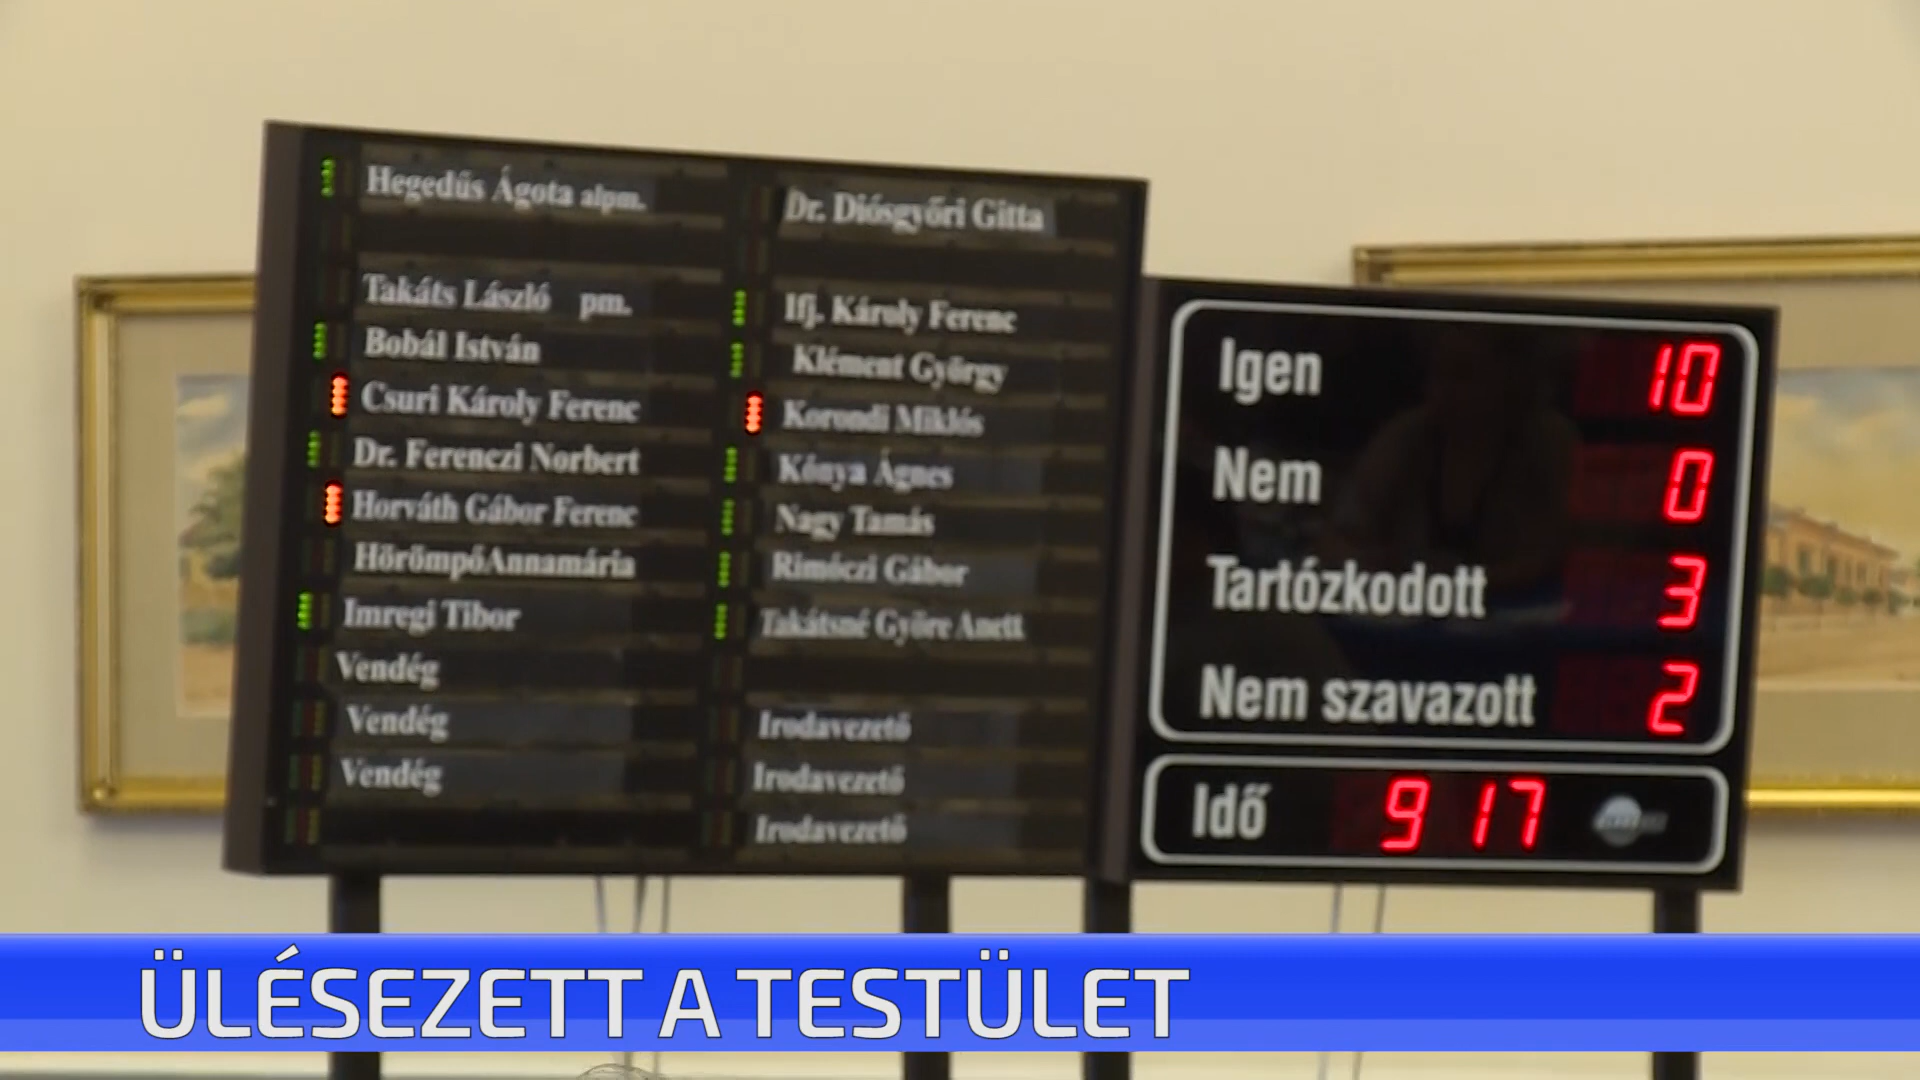 Hegedűs Ágota alpm.
Takáts László pm.
Bobál István
Csuri Károly Ferenc
Dr. Ferenczi Norbert
Horváth Gábor Ferenc
HörömpőAnnamária
Imregi Tibor
Vendég
Vendég
Vendég
Dr. Diósgyőri Gitta
Ifj. Károly Ferenc
Klément György
Korondi Miklós
Kónya Ágnes
Nagy Tamás
Rimóczi Gábor
Takátsné Györe Anett
Irodavezető
Irodavezető
Irodavezető
Igen 10
Nem 0
Tartózkodott 3
Nem szavazott 2
Idő 9 17
ÜLÉSEZETT A TESTÜLET